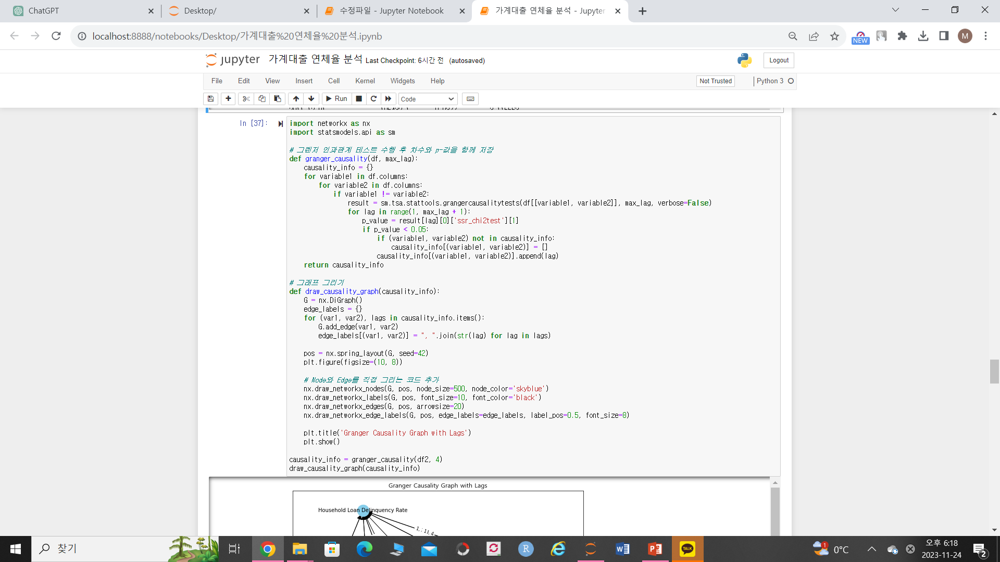 ChatGPT
Desktop/
수정파일 - Jupyter Notebook
가계대출 연체율 분석 - Jupyter
localhost:8888/notebooks/Desktop/가계대출%20연체율%20분석.ipynb
NEW
M
jupyter 가계대출 연체율 분석 Last Checkpoint: 6시간 전 (autosaved)
Logout
File Edit View Insert Cell Kernel Widgets Help
Not Trusted
Python 3
Run
Code
In [37]:
import networkx as nx
import statsmodels.api as sm
# 그렌저 인과관계 테스트 수행 후 차수와 p-값을 함께 저장
def granger_causality(df, max_lag):
causality_info = {}
for variable1 in df.columns:
for variable2 in df.columns:
if variable1 != variable2:
result = sm.tsa.stattools.grangercausalitytests(df[[variable1, variable2]], max_lag, verbose=False)
for lag in range(1, max_lag + 1):
p_value = result[lag][0]['ssr_chi2test'][1]
if p_value < 0.05:
if (variable1, variable2) not in causality_info:
causality_info[(variable1, variable2)] = []
causality_info[(variable1, variable2)].append(lag)
return causality_info
# 그래프 그리기
def draw_causality_graph(causality_info):
G = nx.DiGraph()
edge_labels = {}
for (var1, var2), lags in causality_info.items():
G.add_edge(var1, var2)
edge_labels[(var1, var2)] = ", ".join(str(lag) for lag in lags)
pos = nx.spring_layout(G, seed=42)
plt.figure(figsize=(10, 8))
# Node와 Edge를 직접 그리는 코드 추가
nx.draw_networkx_nodes(G, pos, node_size=500, node_color='skyblue')
nx.draw_networkx_labels(G, pos, font_size=10, font_color='black')
nx.draw_networkx_edges(G, pos, arrowsize=20)
nx.draw_networkx_edge_labels(G, pos, edge_labels=edge_labels, label_pos=0.5, font_size=8)
plt.title('Granger Causality Graph with Lags')
plt.show()
causality_info = granger_causality(df2, 4)
draw_causality_graph(causality_info)
Granger Causality Graph with Lags
Household Loan Delinquency Rate
찾기
R
TALK
1
0°C
오후 6:18
2023-11-24
2